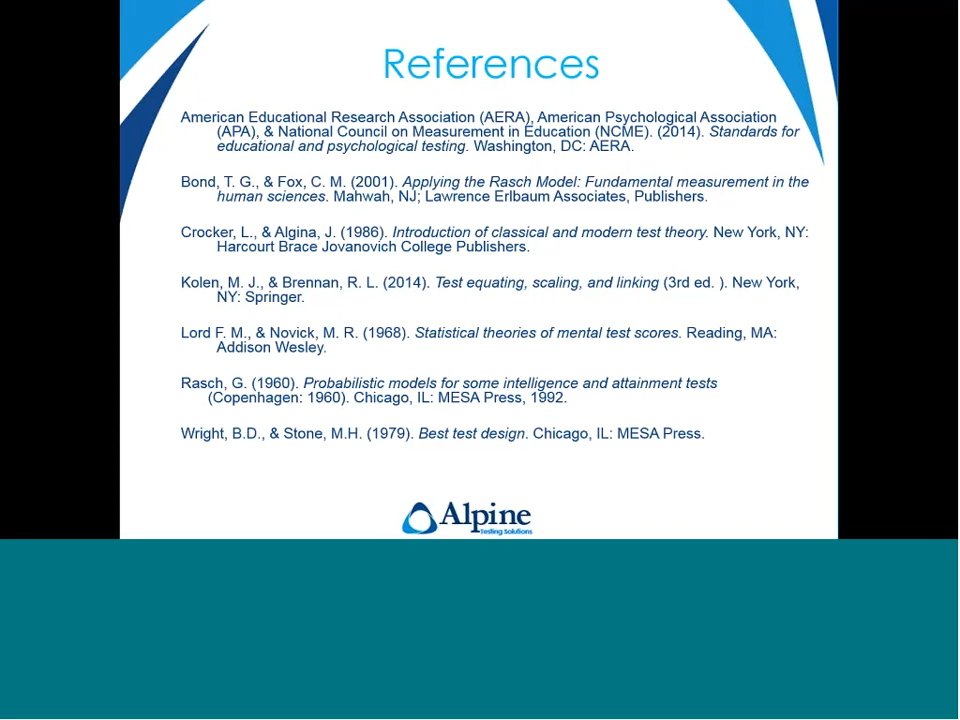 References
American Educational Research Association (AERA), American Psychological Association
(APA), & National Council on Measurement in Education (NCME). (2014). Standards for
educational and psychological testing. Washington, DC: AERA.
Bond, T. G., & Fox, C. M. (2001). Applying the Rasch Model: Fundamental measurement in the
human sciences. Mahwah, NJ; Lawrence Erlbaum Associates, Publishers.
Crocker, L., & Algina, J. (1986). Introduction of classical and modern test theory. New York, NY:
Harcourt Brace Jovanovich College Publishers.
Kolen, M. J., & Brennan, R. L. (2014). Test equating, scaling, and linking (3rd ed. ). New York,
NY: Springer.
Lord F. M., & Novick, M. R. (1968). Statistical theories of mental test scores. Reading, MA:
Addison Wesley.
Rasch, G. (1960). Probabilistic models for some intelligence and attainment tests
(Copenhagen: 1960). Chicago, IL: MESA Press, 1992.
Wright, B.D., & Stone, M.H. (1979). Best test design. Chicago, IL: MESA Press.
Alpine
Testing Solutions